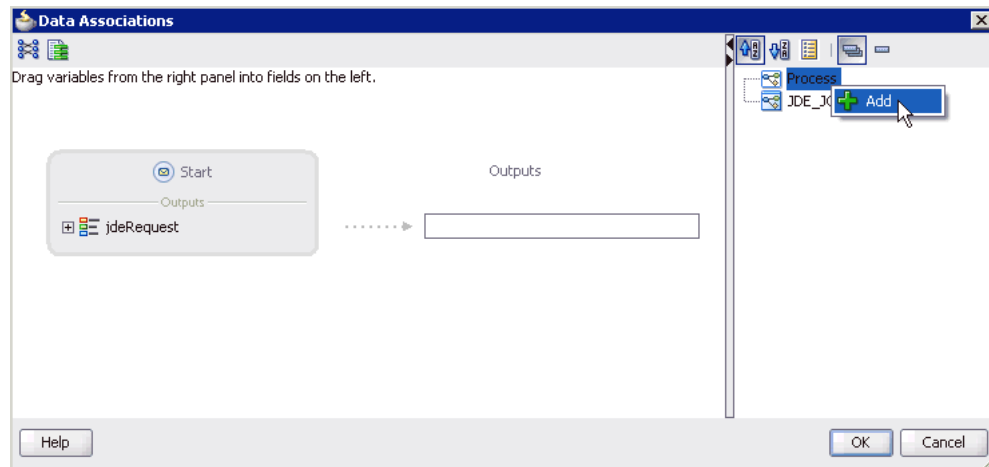 Data Associations
Drag variables from the right panel into fields on the left.
Process
JDE_JO
Add
Start
Outputs
Outputs
jdeRequest
Help
OK
Cancel